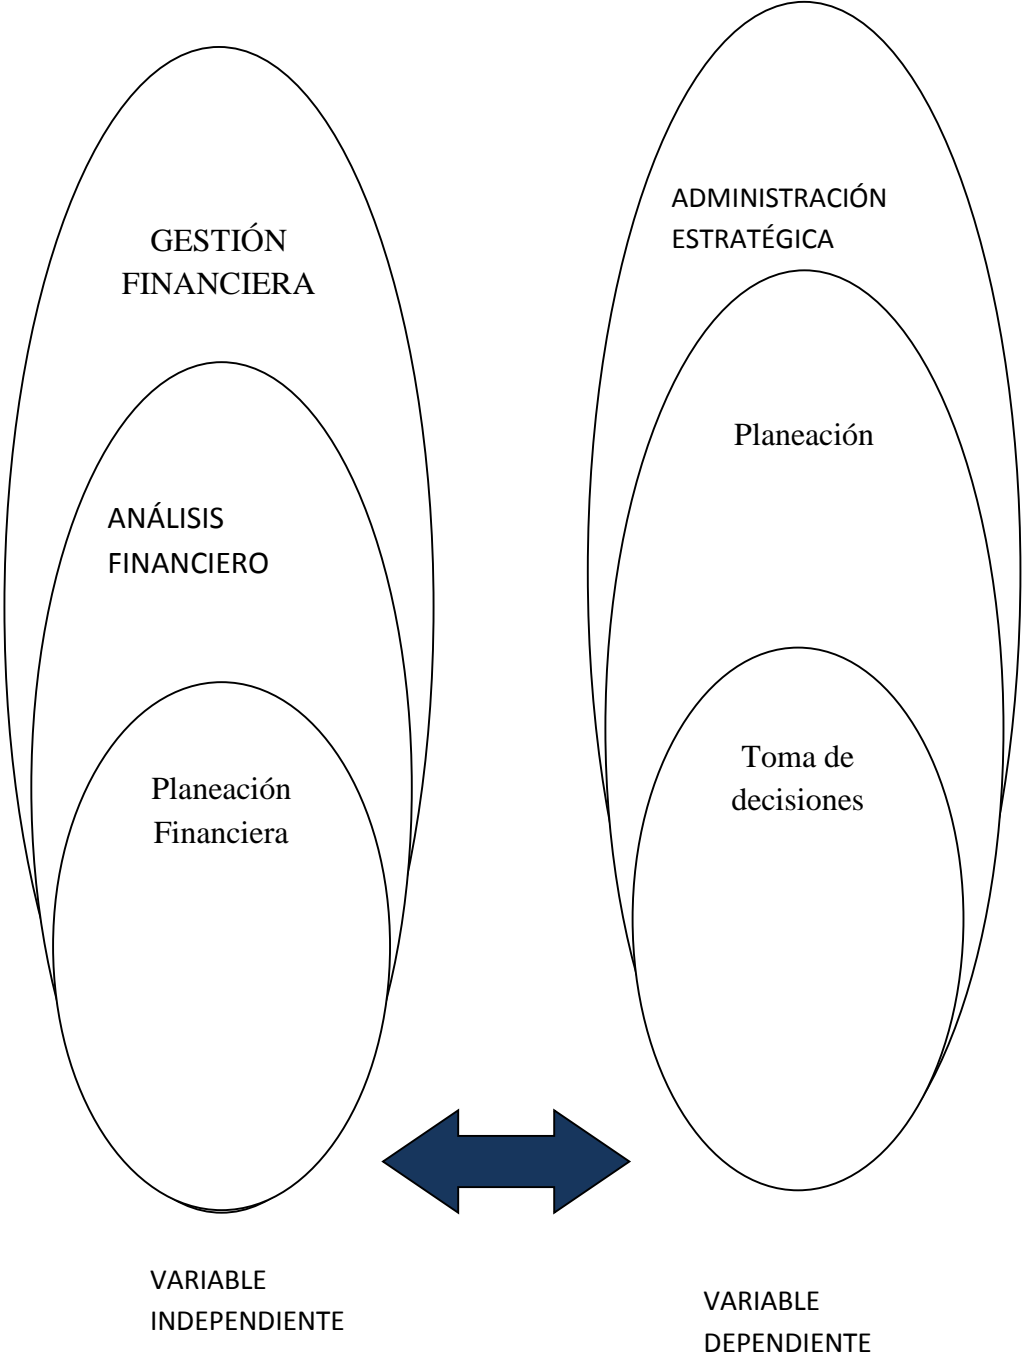 GESTIÓN
FINANCIERA
ANÁLISIS
FINANCIERO
Planeación
Financiera
VARIABLE
INDEPENDIENTE
ADMINISTRACIÓN
ESTRATÉGICA
Planeación
Toma de
decisiones
VARIABLE
DEPENDIENTE